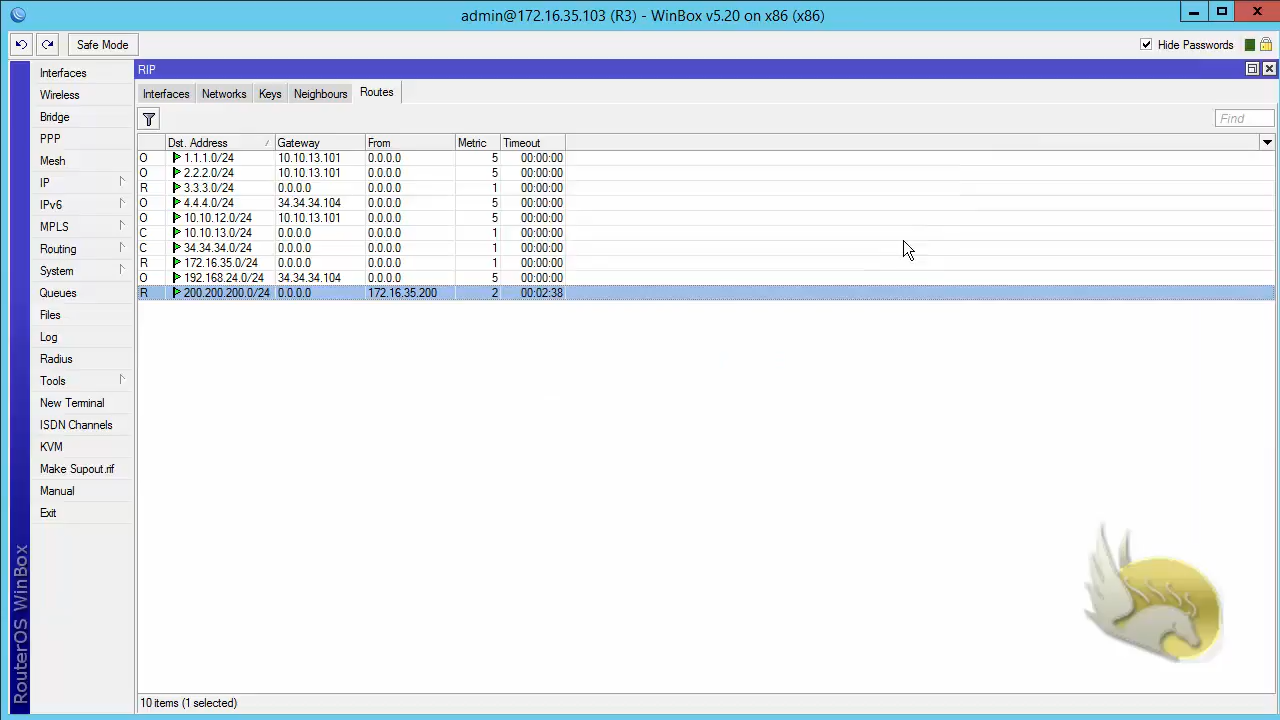 admin@172.16.35.103 (R3) - WinBox v5.20 on x86 (x86)
Safe Mode
Hide Passwords
Interfaces
Wireless
Bridge
PPP
Mesh
IP
IPv6
MPLS
Routing
System
Queues
Files
Log
Radius
Tools
New Terminal
ISDN Channels
KVM
Make Supout.rif
Manual
Exit
RouterOS WinBox
RIP
Interfaces Networks Keys Neighbours Routes
Find
Dst. Address Gateway From Metric Timeout
O 1.1.1.0/24 10.10.13.101 0.0.0.0 5 00:00:00
O 2.2.2.0/24 10.10.13.101 0.0.0.0 5 00:00:00
R 3.3.3.0/24 0.0.0.0 0.0.0.0 1 00:00:00
O 4.4.4.0/24 34.34.34.104 0.0.0.0 5 00:00:00
O 10.10.12.0/24 10.10.13.101 0.0.0.0 5 00:00:00
C 10.10.13.0/24 0.0.0.0 0.0.0.0 1 00:00:00
C 34.34.34.0/24 0.0.0.0 0.0.0.0 1 00:00:00
R 172.16.35.0/24 0.0.0.0 0.0.0.0 1 00:00:00
O 192.168.24.0/24 34.34.34.104 0.0.0.0 5 00:00:00
R 200.200.200.0/24 0.0.0.0 172.16.35.200 2 00:02:38
10 items (1 selected)